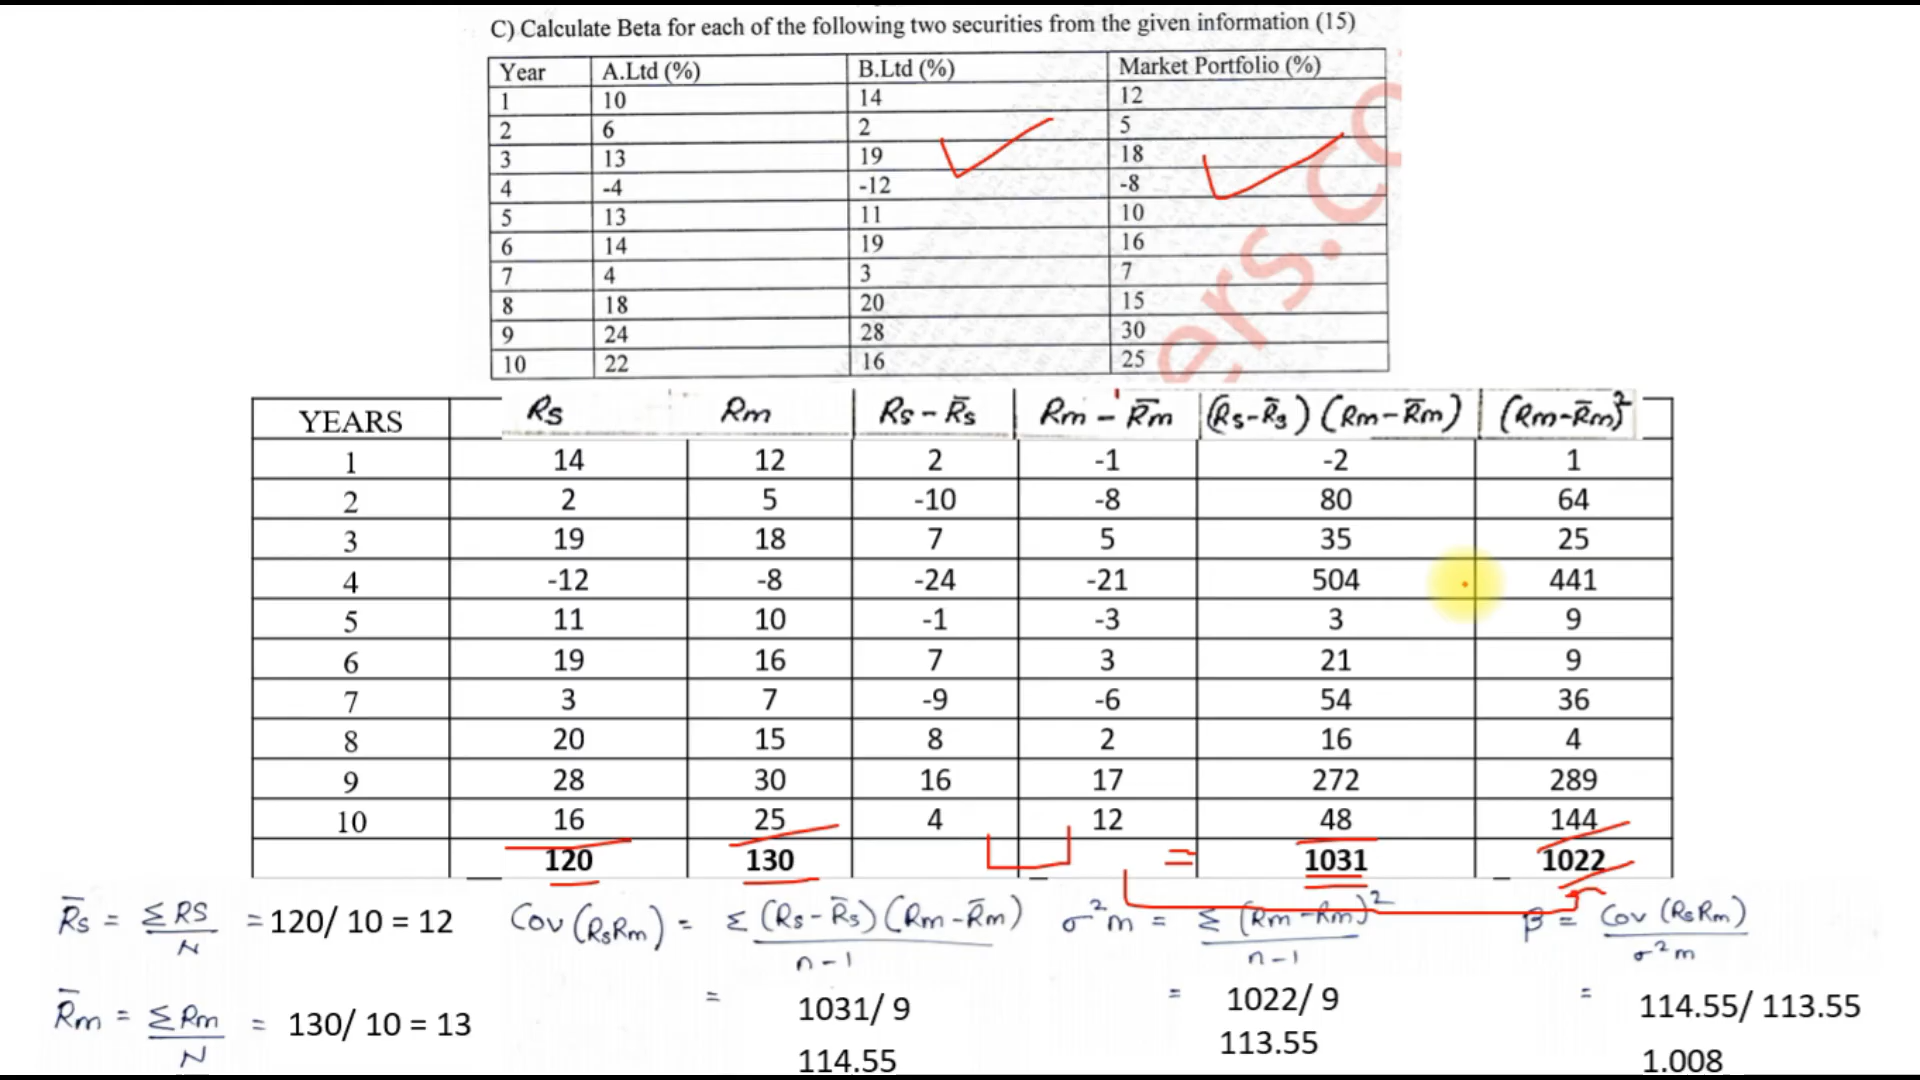 C) Calculate Beta for each of the following two securities from the given information (15)
Year A.Ltd (%) B.Ltd (%) Market Portfolio (%)
1 10 14 12
2 6 2 5
3 13 19 18
4 -4 -12 -8
5 13 11 10
6 14 19 16
7 4 3 7
8 18 20 15
9 24 28 30
10 22 16 25
ers.co
YEARS Rs Rm Rs - R̄s Rm - R̄m (Rs-R̄s) (Rm-R̄m) (Rm-R̄m)²
1 14 12 2 -1 -2 1
2 2 5 -10 -8 80 64
3 19 18 7 5 35 25
4 -12 -8 -24 -21 504 441
5 11 10 -1 -3 3 9
6 19 16 7 3 21 9
7 3 7 -9 -6 54 36
8 20 15 8 2 16 4
9 28 30 16 17 272 289
10 16 25 4 12 48 144
120 130 = 1031 1022
R̄s = ΣRS/N = 120/ 10 = 12
R̄m = ΣRm/N = 130/ 10 = 13
Cov (RsRm) = Σ (Rs-R̄s) (Rm-R̄m) / n-1
= 1031/ 9
114.55
σ²m = Σ (Rm-R̄m)² / n-1
= 1022/ 9
113.55
β = Cov (RsRm) / σ²m
= 114.55/ 113.55
1.008